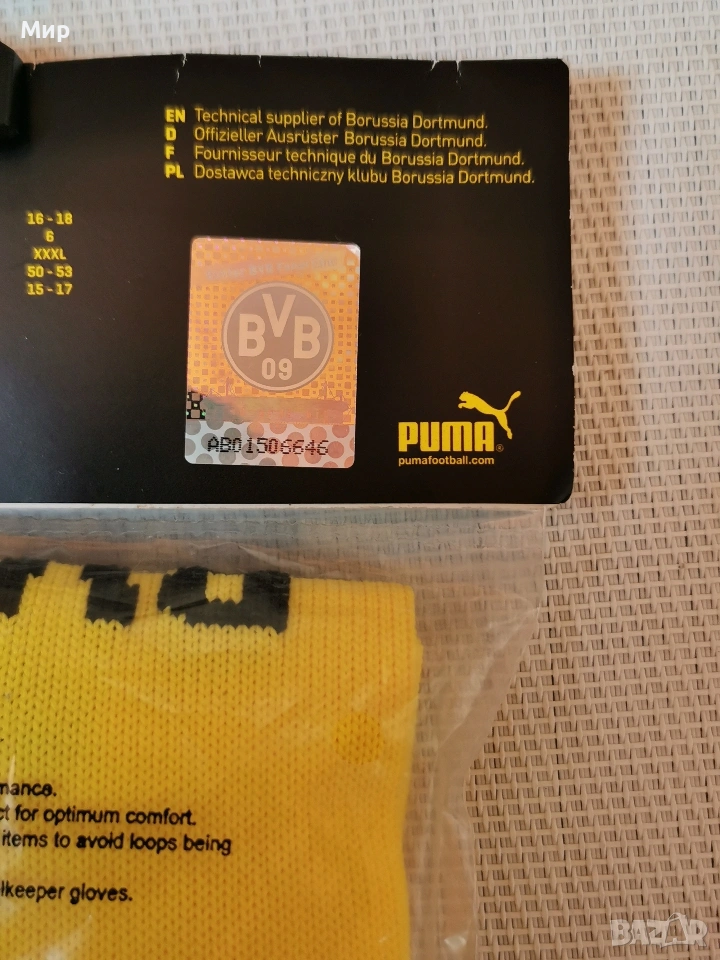 Мир
EN Technical supplier of Borussia Dortmund.
D Offizieller Ausrüster Borussia Dortmund.
F Fournisseur technique du Borussia Dortmund.
PL Dostawca techniczny klubu Borussia Dortmund.
16 - 18
6
XXXL
50 - 53
15 - 17
BVB
09
AB01506646
PUMA
pumafootball.com
mance.
ct for optimum comfort.
items to avoid loops being
lkeeper gloves.
BAZAR